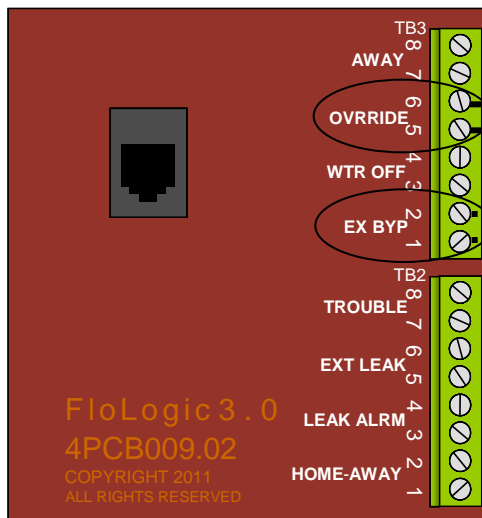 TB3
8
AWAY
7
6
OVRRIDE
5
4
WTR OFF
3
2
EX BYP
1
TB2
8
TROUBLE
7
6
EXT LEAK
5
4
LEAK ALRM
3
2
HOME-AWAY
1
FloLogic 3.0
4PCB009.02
COPYRIGHT 2011
ALL RIGHTS RESERVED